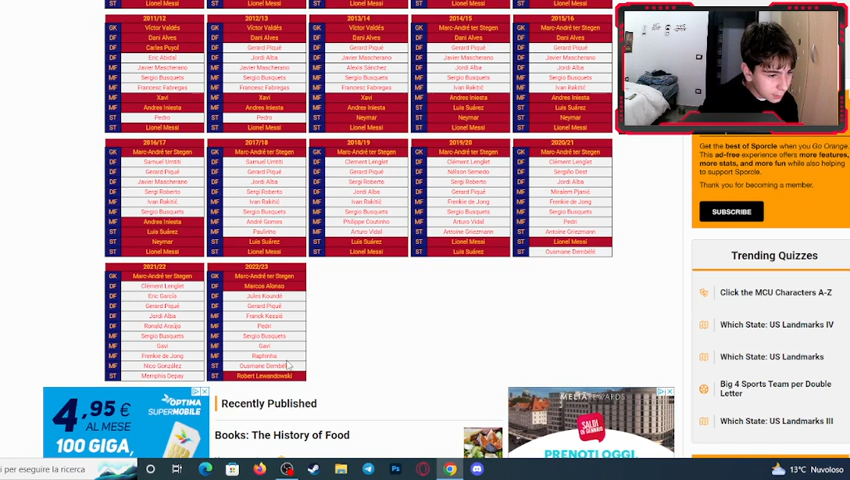 ST Lionel Messi ST Lionel Messi ST Lionel Messi ST Lionel Messi ST Lionel Messi
2011/12
GK Víctor Valdés
DF Dani Alves
DF Carles Puyol
DF Eric Abidal
MF Javier Mascherano
MF Sergio Busquets
MF Francesc Fabregas
MF Xavi
MF Andres Iniesta
ST Pedro
ST Lionel Messi
2012/13
GK Víctor Valdés
DF Dani Alves
DF Gerard Piqué
DF Jordi Alba
DF Javier Mascherano
MF Sergio Busquets
MF Francesc Fabregas
MF Xavi
MF Andres Iniesta
ST Pedro
ST Lionel Messi
2013/14
GK Víctor Valdés
DF Dani Alves
DF Gerard Piqué
DF Javier Mascherano
MF Alexis Sánchez
MF Sergio Busquets
MF Francesc Fabregas
MF Xavi
MF Andres Iniesta
ST Neymar
ST Lionel Messi
2014/15
GK Marc-André ter Stegen
DF Dani Alves
DF Gerard Piqué
DF Javier Mascherano
DF Jordi Alba
MF Sergio Busquets
MF Ivan Rakitić
MF Andres Iniesta
ST Luis Suárez
ST Neymar
ST Lionel Messi
2015/16
GK Marc-André ter Stegen
DF Dani Alves
DF Gerard Piqué
DF Javier Mascherano
DF Jordi Alba
MF Sergio Busquets
MF Ivan Rakitić
MF Andres Iniesta
ST Luis Suárez
ST Neymar
ST Lionel Messi
2016/17
GK Marc-André ter Stegen
DF Samuel Umtiti
DF Gerard Piqué
DF Javier Mascherano
MF Sergi Roberto
MF Ivan Rakitić
MF Sergio Busquets
MF Andres Iniesta
ST Luis Suárez
ST Neymar
ST Lionel Messi
2017/18
GK Marc-André ter Stegen
DF Samuel Umtiti
DF Gerard Piqué
DF Jordi Alba
DF Sergi Roberto
MF Ivan Rakitić
MF Sergio Busquets
MF André Gomes
MF Paulinho
ST Luis Suárez
ST Lionel Messi
2018/19
GK Marc-André ter Stegen
DF Clément Lenglet
DF Gerard Piqué
DF Sergi Roberto
DF Jordi Alba
MF Ivan Rakitić
MF Sergio Busquets
MF Philippe Coutinho
MF Arturo Vidal
ST Luis Suárez
ST Lionel Messi
2019/20
GK Marc-André ter Stegen
DF Clément Lenglet
DF Nélson Semedo
DF Sergi Roberto
DF Gerard Piqué
MF Frenkie de Jong
MF Sergio Busquets
MF Arturo Vidal
ST Antoine Griezmann
ST Lionel Messi
ST Luis Suárez
2020/21
GK Marc-André ter Stegen
DF Clément Lenglet
DF Sergiño Dest
DF Jordi Alba
MF Miralem Pjanić
MF Frenkie de Jong
MF Sergio Busquets
MF Pedri
ST Antoine Griezmann
ST Lionel Messi
ST Ousmane Dembélé
2021/22
GK Marc-André ter Stegen
DF Clément Lenglet
DF Eric García
DF Gerard Piqué
DF Jordi Alba
DF Ronald Araújo
MF Sergio Busquets
MF Gavi
MF Frenkie de Jong
MF Nico González
ST Memphis Depay
2022/23
GK Marc-André ter Stegen
DF Marcos Alonso
DF Jules Koundé
DF Gerard Piqué
MF Franck Kessié
MF Pedri
MF Sergio Busquets
MF Gavi
Raphinha
Ousmane Dembélé
ST Robert Lewandowski
Get the best of Sporcle when you Go Orange.
This ad-free experience offers more features,
more stats, and more fun while also helping
to support Sporcle.
Thank you for becoming a member.
SUBSCRIBE
Trending Quizzes
Click the MCU Characters A-Z
Which State: US Landmarks IV
Which State: US Landmarks
Big 4 Sports Team per Double
Letter
Which State: US Landmarks III
4,95 €
AL MESE
100 GIGA,
OPTIMA
SUPERMOBILE
Recently Published
Books: The History of Food
MELIÁ REWARDS
SALDI
DI GENNAIO
PRENOTI OGGI,
i per eseguire la ricerca
Ps
13°C Nuvoloso